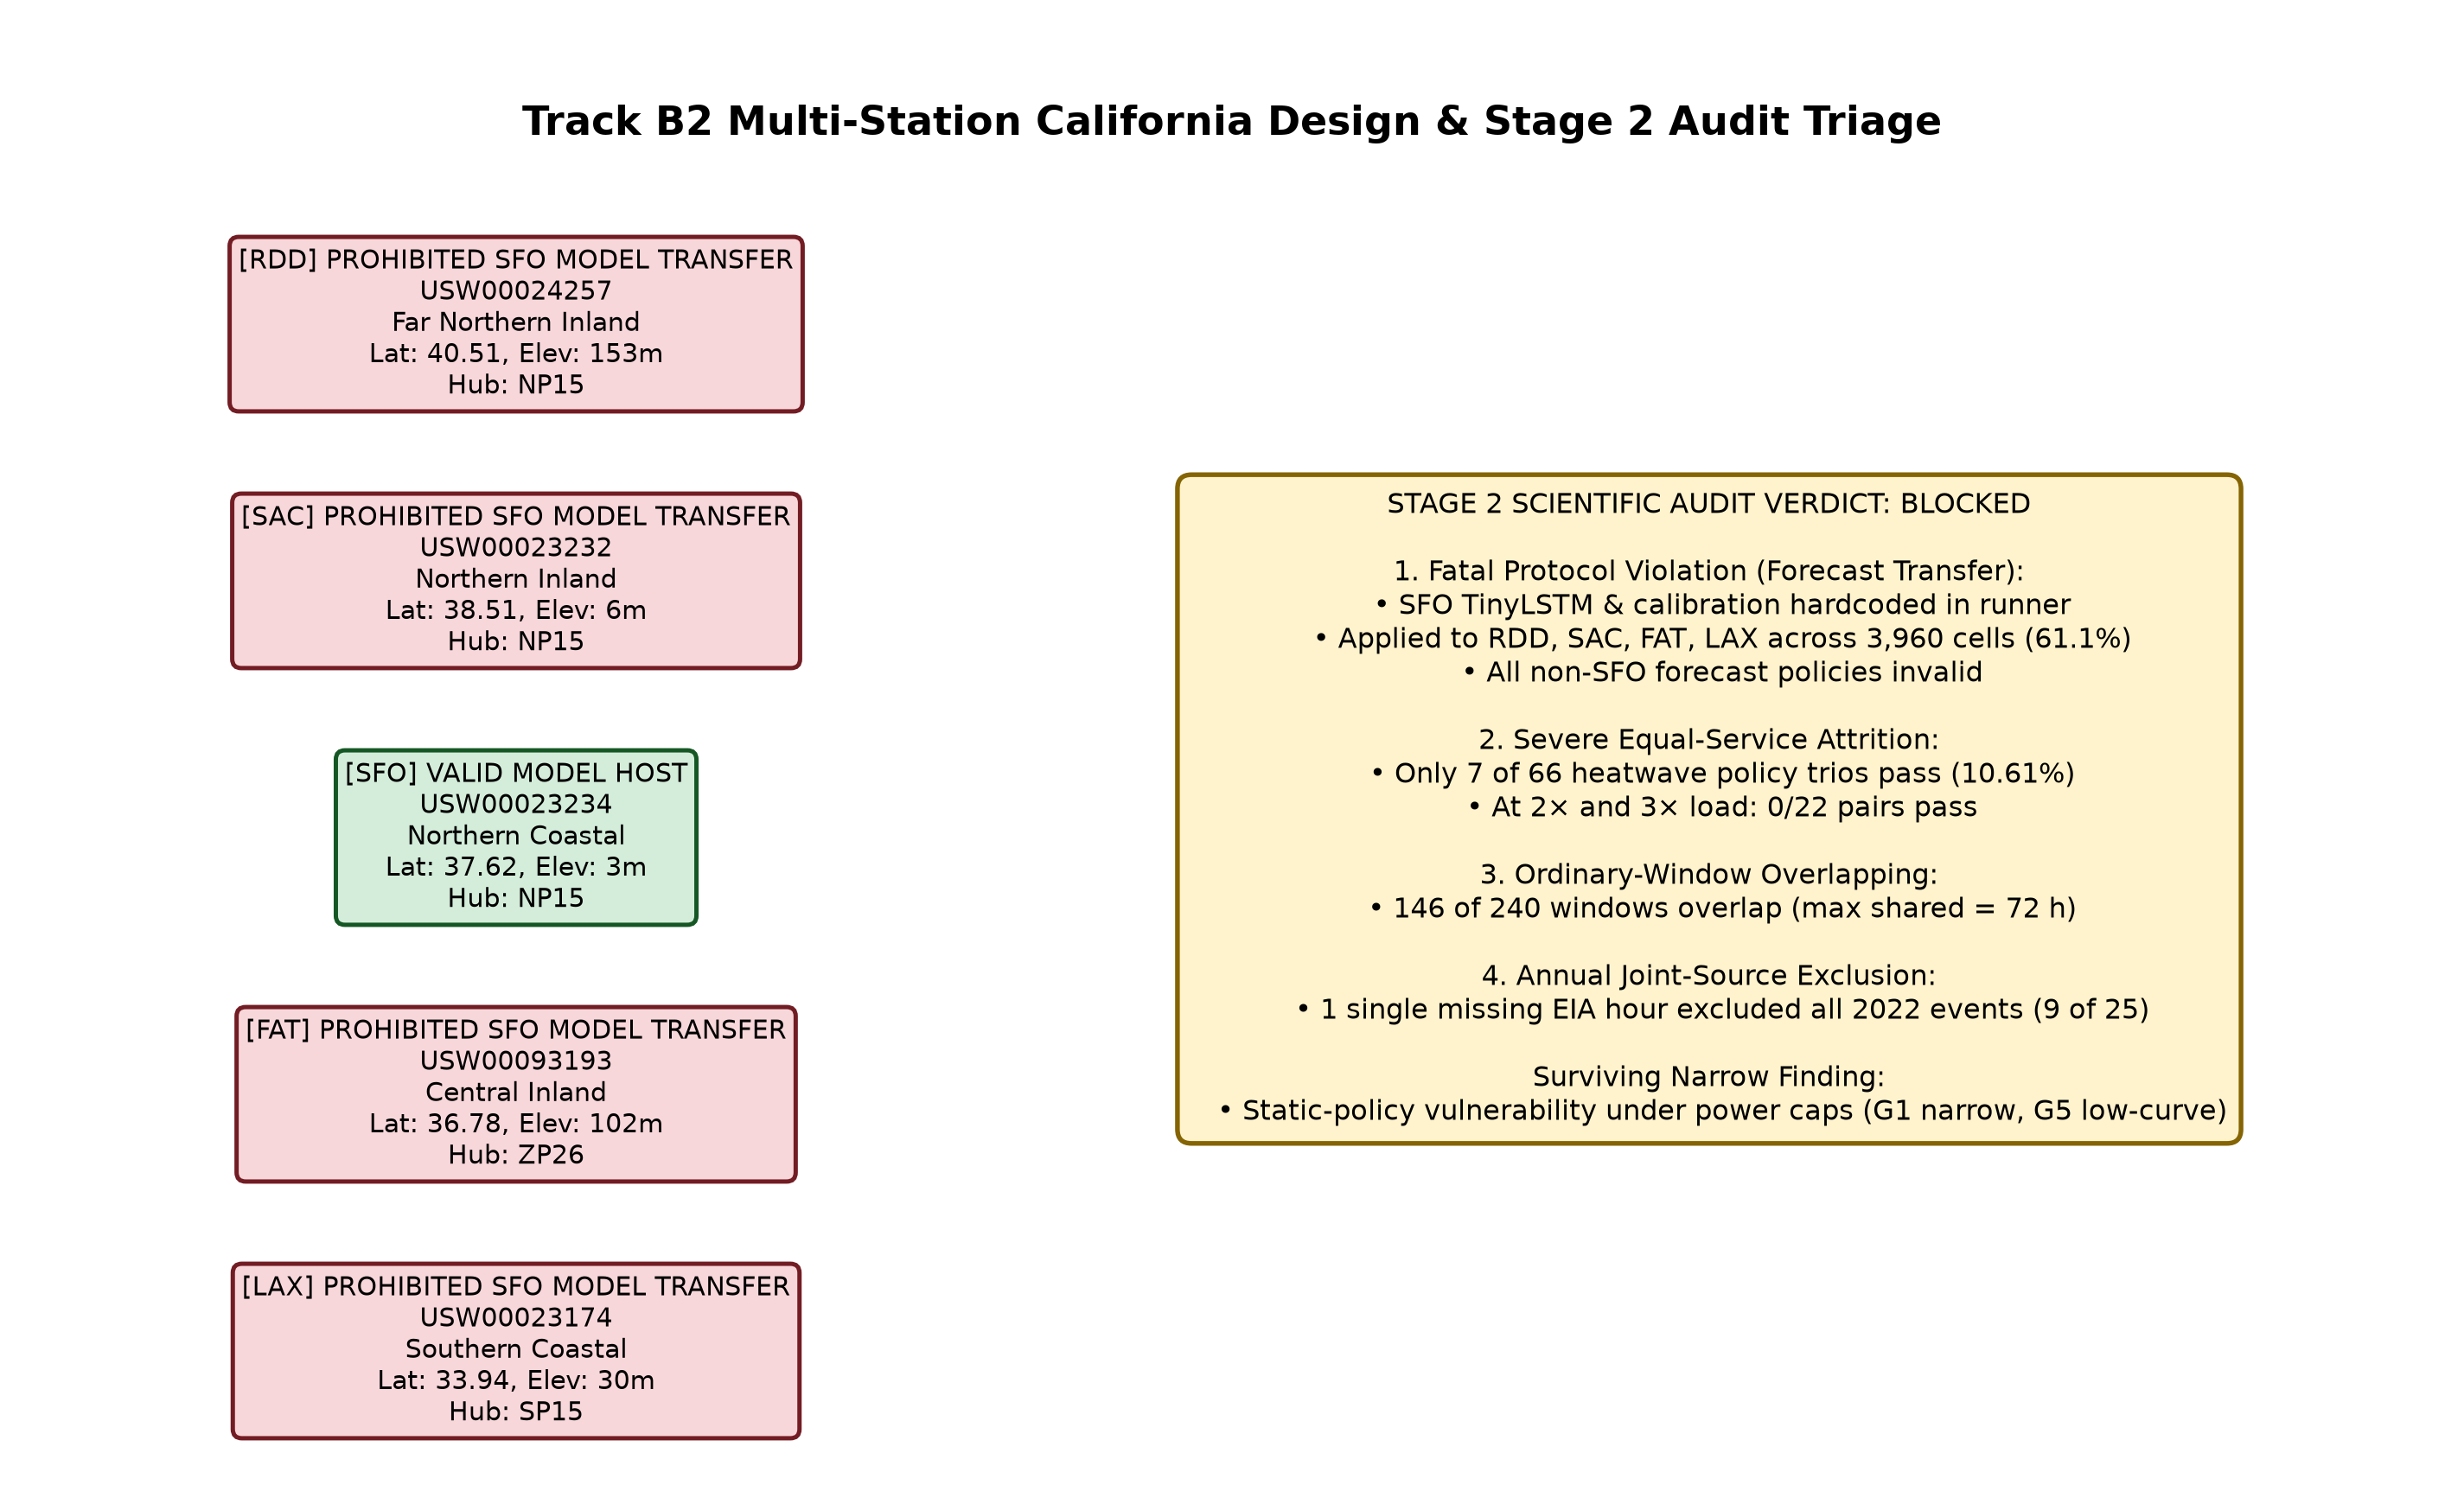 Track B2 Multi-Station California Design & Stage 2 Audit Triage
[RDD] PROHIBITED SFO MODEL TRANSFER
USW00024257
Far Northern Inland
Lat: 40.51, Elev: 153m
Hub: NP15
[SAC] PROHIBITED SFO MODEL TRANSFER
USW00023232
Northern Inland
Lat: 38.51, Elev: 6m
Hub: NP15
[SFO] VALID MODEL HOST
USW00023234
Northern Coastal
Lat: 37.62, Elev: 3m
Hub: NP15
[FAT] PROHIBITED SFO MODEL TRANSFER
USW00093193
Central Inland
Lat: 36.78, Elev: 102m
Hub: ZP26
[LAX] PROHIBITED SFO MODEL TRANSFER
USW00023174
Southern Coastal
Lat: 33.94, Elev: 30m
Hub: SP15
STAGE 2 SCIENTIFIC AUDIT VERDICT: BLOCKED
1. Fatal Protocol Violation (Forecast Transfer):
• SFO TinyLSTM & calibration hardcoded in runner
• Applied to RDD, SAC, FAT, LAX across 3,960 cells (61.1%)
• All non-SFO forecast policies invalid
2. Severe Equal-Service Attrition:
• Only 7 of 66 heatwave policy trios pass (10.61%)
• At 2× and 3× load: 0/22 pairs pass
3. Ordinary-Window Overlapping:
• 146 of 240 windows overlap (max shared = 72 h)
4. Annual Joint-Source Exclusion:
• 1 single missing EIA hour excluded all 2022 events (9 of 25)
Surviving Narrow Finding:
• Static-policy vulnerability under power caps (G1 narrow, G5 low-curve)